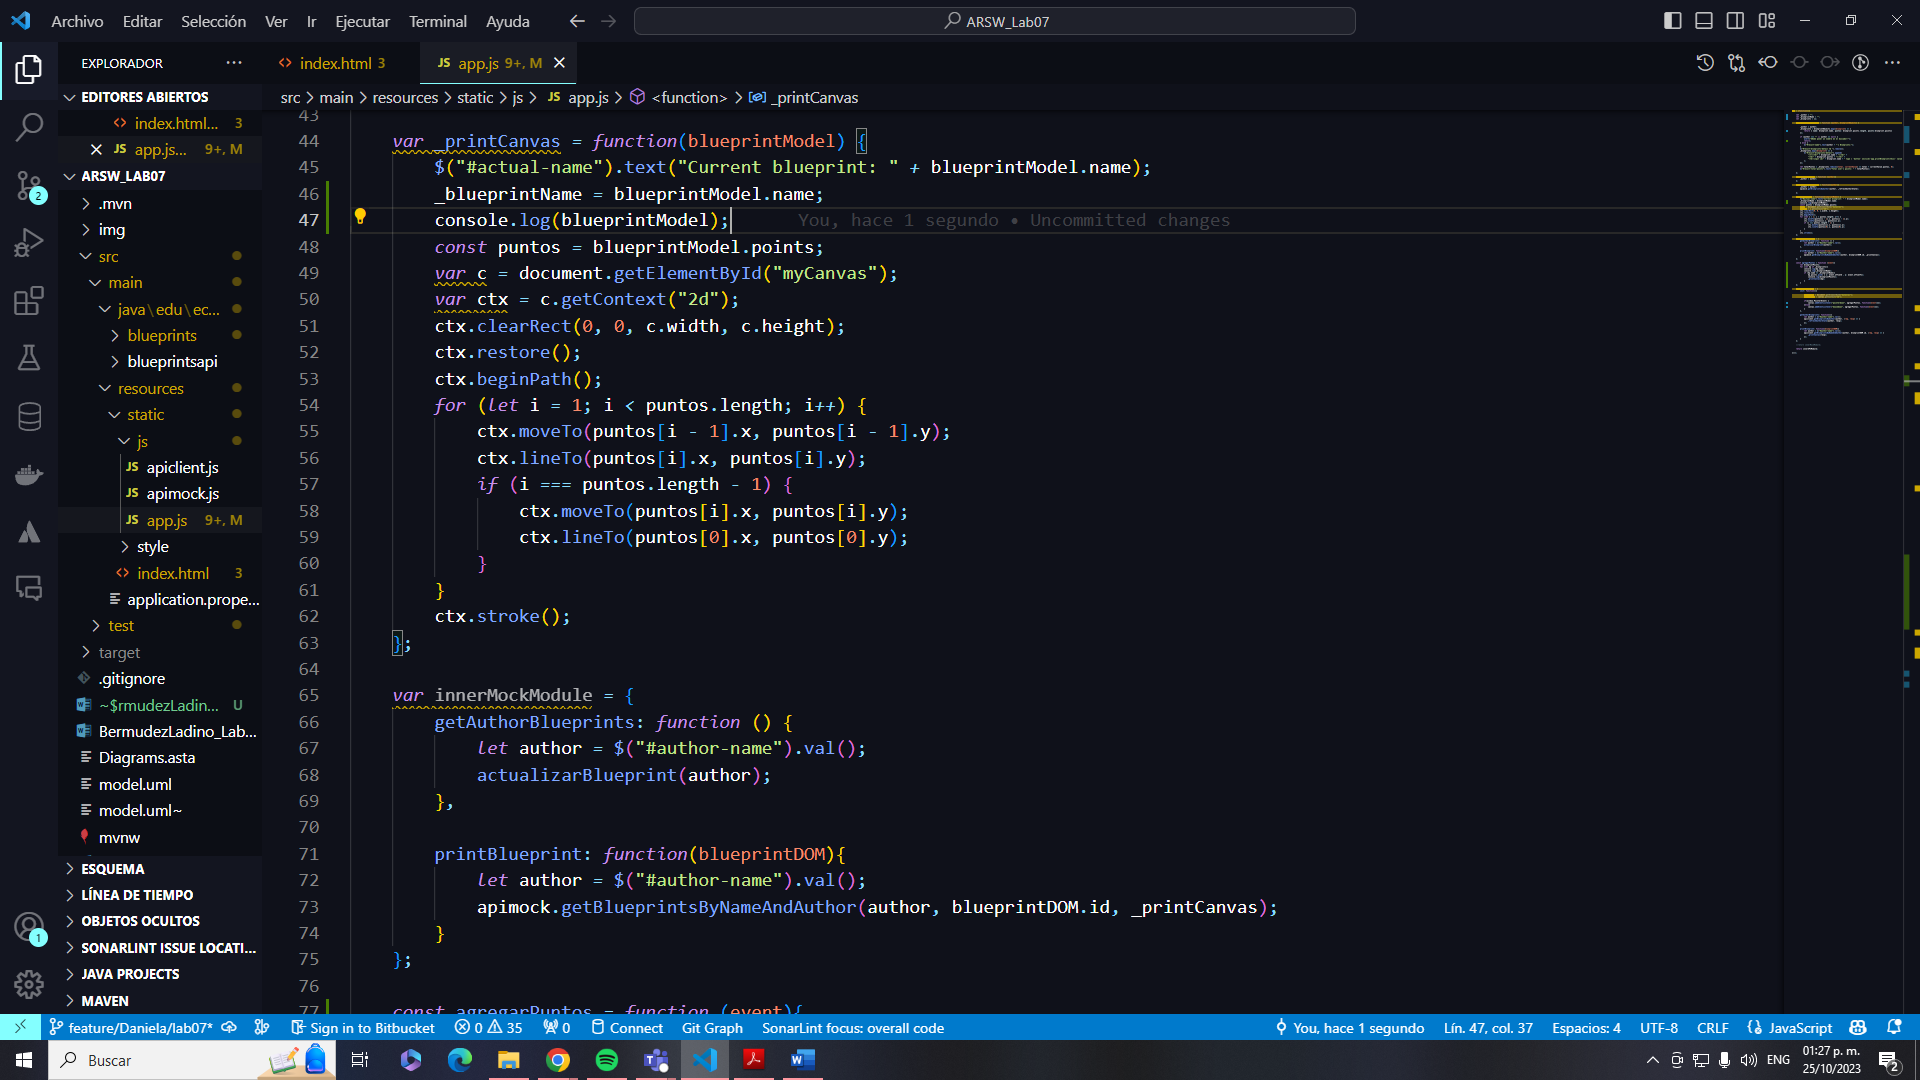 Archivo Editar Selección Ver Ir Ejecutar Terminal Ayuda
ARSW_Lab07
EXPLORADOR
EDITORES ABIERTOS
index.html... 3
app.js... 9+, M
ARSW_LAB07
.mvn
img
src
main
java\edu\ec...
blueprints
blueprintsapi
resources
static
js
JS apiclient.js
JS apimock.js
JS app.js 9+, M
style
index.html 3
application.prope...
test
target
.gitignore
~$rmudezLadin... U
BermudezLadino_Lab...
Diagrams.asta
model.uml
model.uml~
mvnw
ESQUEMA
LÍNEA DE TIEMPO
OBJETOS OCULTOS
SONARLINT ISSUE LOCATI...
JAVA PROJECTS
MAVEN
index.html 3
JS app.js 9+, M
src > main > resources > static > js > JS app.js > <function> > _printCanvas
43
44 var _printCanvas = function(blueprintModel) {
45 $("#actual-name").text("Current blueprint: " + blueprintModel.name);
46 _blueprintName = blueprintModel.name;
47 console.log(blueprintModel); You, hace 1 segundo • Uncommitted changes
48 const puntos = blueprintModel.points;
49 var c = document.getElementById("myCanvas");
50 var ctx = c.getContext("2d");
51 ctx.clearRect(0, 0, c.width, c.height);
52 ctx.restore();
53 ctx.beginPath();
54 for (let i = 1; i < puntos.length; i++) {
55 ctx.moveTo(puntos[i - 1].x, puntos[i - 1].y);
56 ctx.lineTo(puntos[i].x, puntos[i].y);
57 if (i === puntos.length - 1) {
58 ctx.moveTo(puntos[i].x, puntos[i].y);
59 ctx.lineTo(puntos[0].x, puntos[0].y);
60 }
61 }
62 ctx.stroke();
63 };
64
65 var innerMockModule = {
66 getAuthorBlueprints: function () {
67 let author = $("#author-name").val();
68 actualizarBlueprint(author);
69 },
70
71 printBlueprint: function(blueprintDOM){
72 let author = $("#author-name").val();
73 apimock.getBlueprintsByNameAndAuthor(author, blueprintDOM.id, _printCanvas);
74 }
75 };
76
77 const agregarPuntos = function (event){
feature/Daniela/lab07* Sign in to Bitbucket 0 35 0 Connect Git Graph SonarLint focus: overall code You, hace 1 segundo Lín. 47, col. 37 Espacios: 4 UTF-8 CRLF {} JavaScript
Buscar
ENG
01:27 p. m.
25/10/2023
2